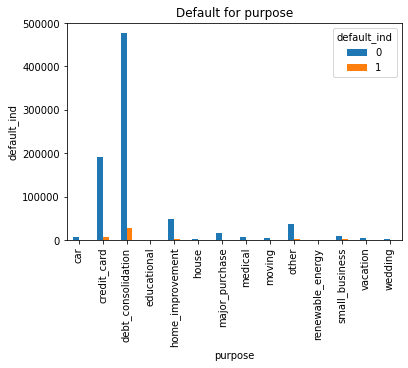 Default for purpose
500000
400000
300000
200000
100000
0
default_ind
default_ind
0
1
car
credit_card
debt_consolidation
educational
home_improvement
house
major_purchase
medical
moving
other
renewable_energy
small_business
vacation
wedding
purpose